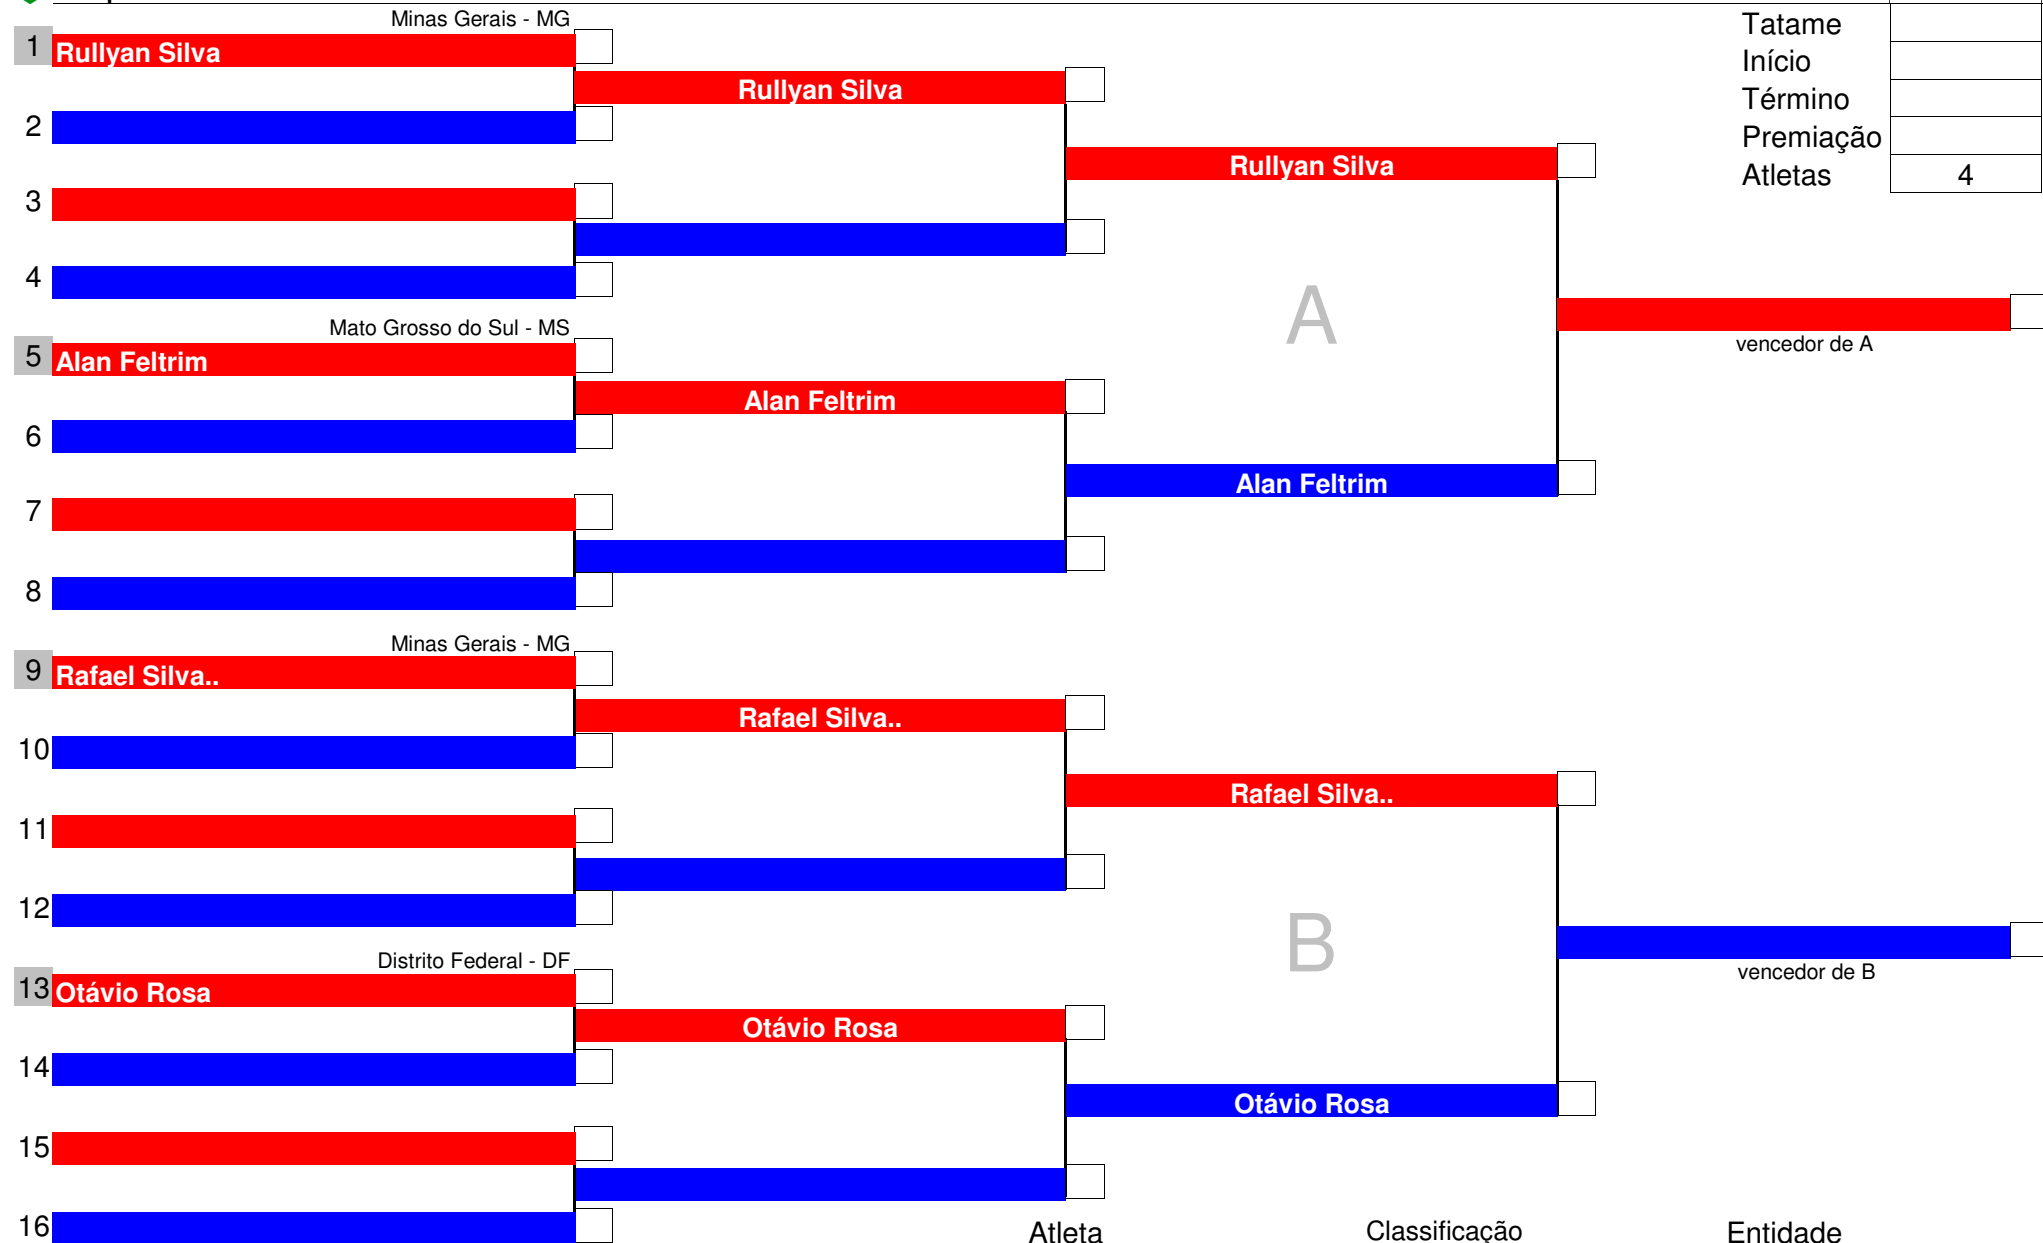 Minas Gerais - MG
1 Rullyan Silva
Rullyan Silva
2
Rullyan Silva
3
4
Mato Grosso do Sul - MS
5 Alan Feltrim
Alan Feltrim
6
Alan Feltrim
7
8
A
vencedor de A
Minas Gerais - MG
9 Rafael Silva..
Rafael Silva..
10
Rafael Silva..
11
12
B
vencedor de B
Distrito Federal - DF
13 Otávio Rosa
Otávio Rosa
14
Otávio Rosa
15
16
Tatame
Início
Término
Premiação
Atletas 4
Atleta Classificação Entidade